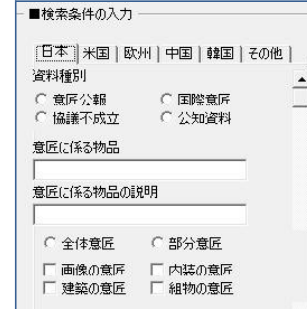 ■検索条件の入力
日本 | 米国 | 欧州 | 中国 | 韓国 | その他 |
資料種別
意匠公報 国際意匠
協議不成立 公知資料
意匠に係る物品
意匠に係る物品の説明
全体意匠 部分意匠
画像の意匠 内装の意匠
建築の意匠 組物の意匠